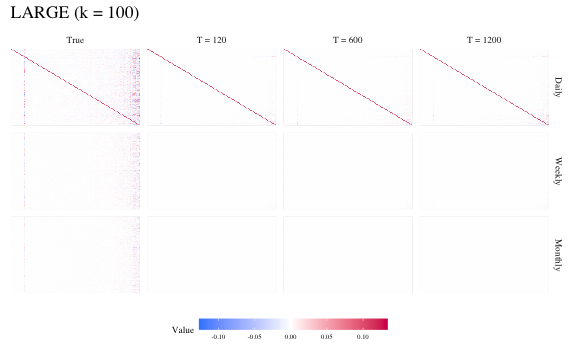 LARGE (k = 100)
True T = 120 T = 600 T = 1200
Daily
Weekly
Monthly
Value
-0.10 -0.05 0.00 0.05 0.10